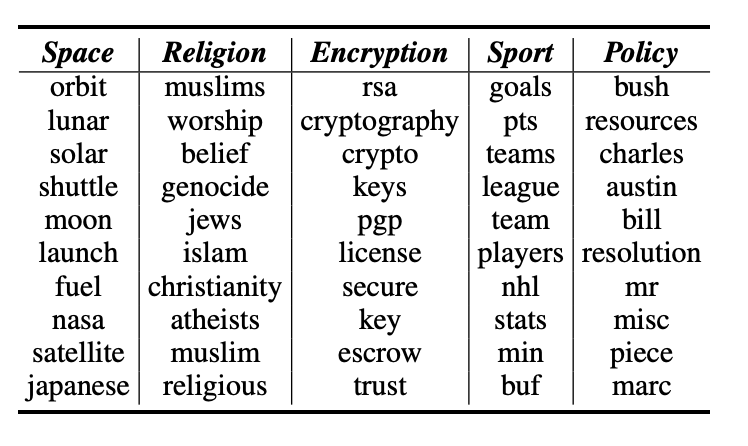 Space Religion Encryption Sport Policy
orbit muslims rsa goals bush
lunar worship cryptography pts resources
solar belief crypto teams charles
shuttle genocide keys league austin
moon jews pgp team bill
launch islam license players resolution
fuel christianity secure nhl mr
nasa atheists key stats misc
satellite muslim escrow min piece
japanese religious trust buf marc